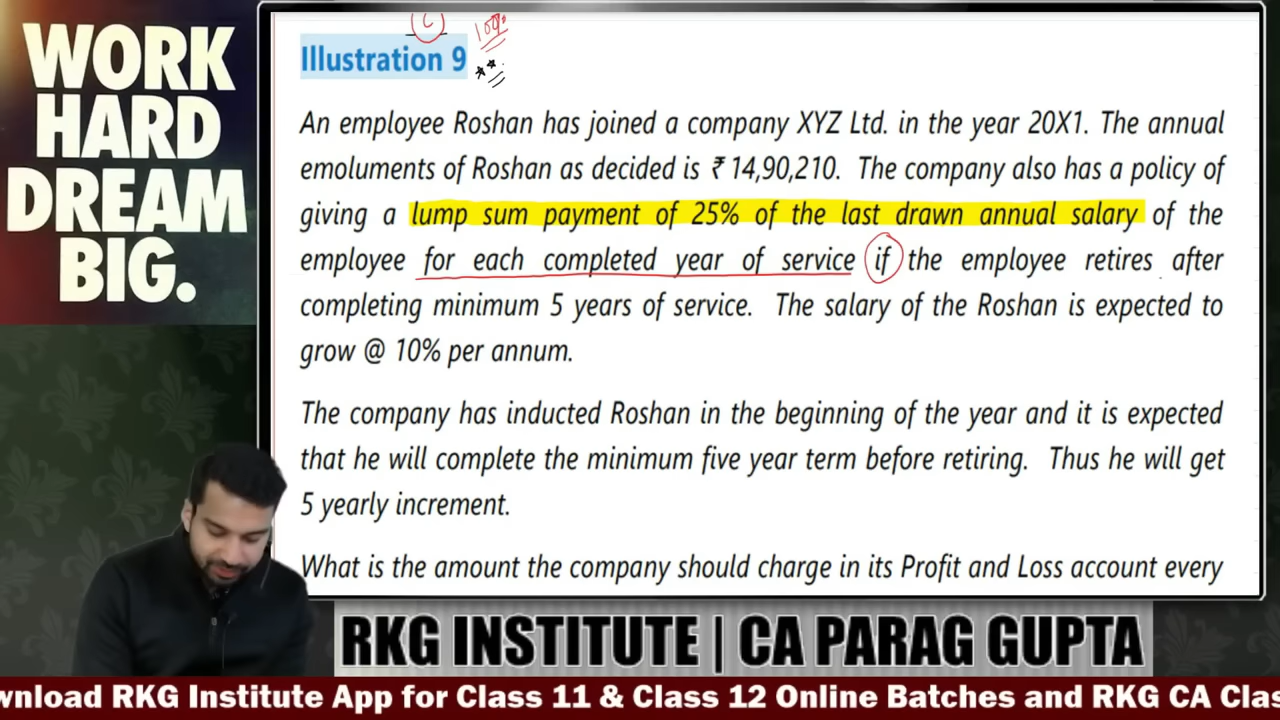 WORK
HARD
DREAM
BIG.
100%
Illustration 9
An employee Roshan has joined a company XYZ Ltd. in the year 20X1. The annual
emoluments of Roshan as decided is ₹ 14,90,210. The company also has a policy of
giving a lump sum payment of 25% of the last drawn annual salary of the
employee for each completed year of service if the employee retires after
completing minimum 5 years of service. The salary of the Roshan is expected to
grow @ 10% per annum.
The company has inducted Roshan in the beginning of the year and it is expected
that he will complete the minimum five year term before retiring. Thus he will get
5 yearly increment.
What is the amount the company should charge in its Profit and Loss account every
RKG INSTITUTE | CA PARAG GUPTA
wnload RKG Institute App for Class 11 & Class 12 Online Batches and RKG CA Clas